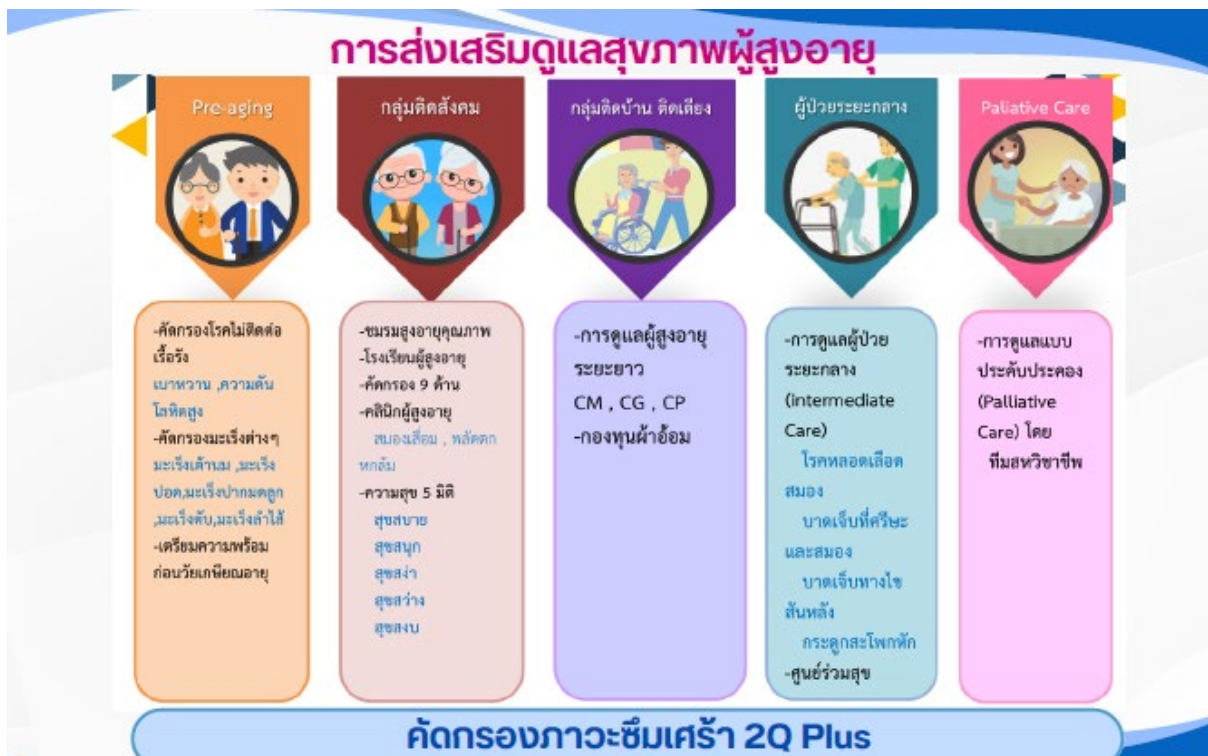 การส่งเสริมดูแลสุขภาพผู้สูงอายุ
Pre-aging
-คัดกรองโรคไม่ติดต่อ
เรื้อรัง
เบาหวาน ,ความดัน
โลหิตสูง
-คัดกรองมะเร็งต่างๆ
มะเร็งเต้านม ,มะเร็ง
ปอด,มะเร็งปากมดลูก
,มะเร็งตับ,มะเร็งลำไส้
-เตรียมความพร้อม
ก่อนวัยเกษียณอายุ
กลุ่มติดสังคม
-ชมรมสูงอายุคุณภาพ
-โรงเรียนผู้สูงอายุ
-คัดกรอง 9 ด้าน
-คลินิกผู้สูงอายุ
สมองเสื่อม , พลัดตก
หกล้ม
-ความสุข 5 มิติ
สุขสบาย
สุขสนุก
สุขสง่า
สุขสว่าง
สุขสงบ
กลุ่มติดบ้าน ติดเตียง
-การดูแลผู้สูงอายุ
ระยะยาว
CM , CG , CP
-กองทุนผ้าอ้อม
ผู้ป่วยระยะกลาง
-การดูแลผู้ป่วย
ระยะกลาง
(intermediate
Care)
โรคหลอดเลือด
สมอง
บาดเจ็บที่ศรีษะ
และสมอง
บาดเจ็บทางไข
สันหลัง
กระดูกสะโพกหัก
-ศูนย์ร่วมสุข
Paliative Care
-การดูแลแบบ
ประคับประคอง
(Palliative
Care) โดย
ทีมสหวิชาชีพ
คัดกรองภาวะซึมเศร้า 2Q Plus